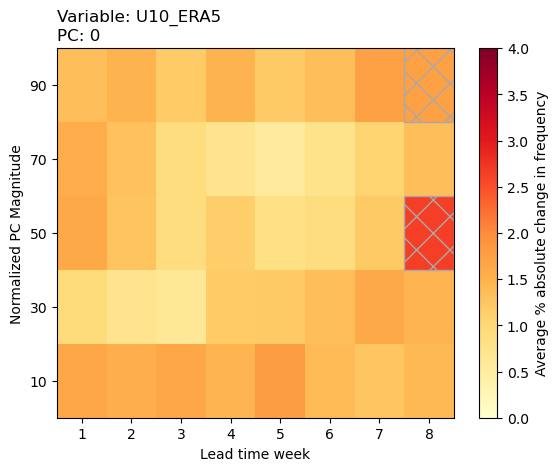 Variable: U10_ERA5
PC: 0
90
70
50
30
10
Normalized PC Magnitude
1 2 3 4 5 6 7 8
Lead time week
4.0
3.5
3.0
2.5
2.0
1.5
1.0
0.5
0.0
Average % absolute change in frequency